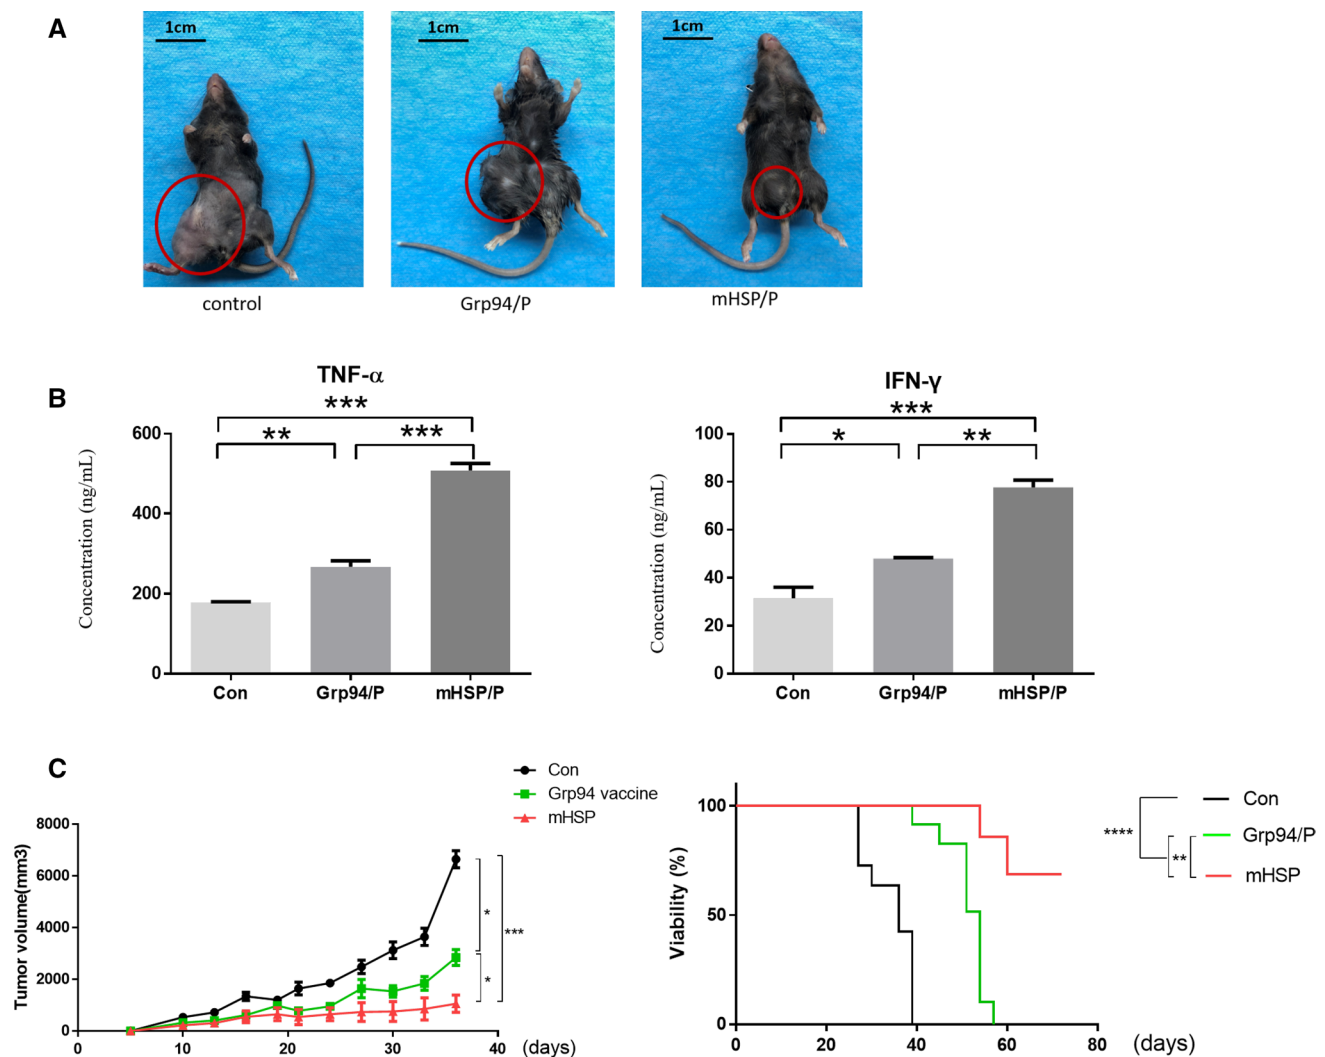 A
1cm
1cm
1cm
control
Grp94/P
mHSP/P
B
TNF-α
***
**
***
Concentration (ng/mL)
600
400
200
0
Con
Grp94/P
mHSP/P
IFN-γ
***
*
**
Concentration (ng/mL)
100
80
60
40
20
0
Con
Grp94/P
mHSP/P
C
Con
Grp94 vaccine
mHSP
Tumor volume(mm3)
8000
6000
4000
2000
0
0
10
20
30
40
(days)
*
***
*
Viability (%)
100
50
0
0
20
40
60
80
(days)
Con
Grp94/P
mHSP
****
**